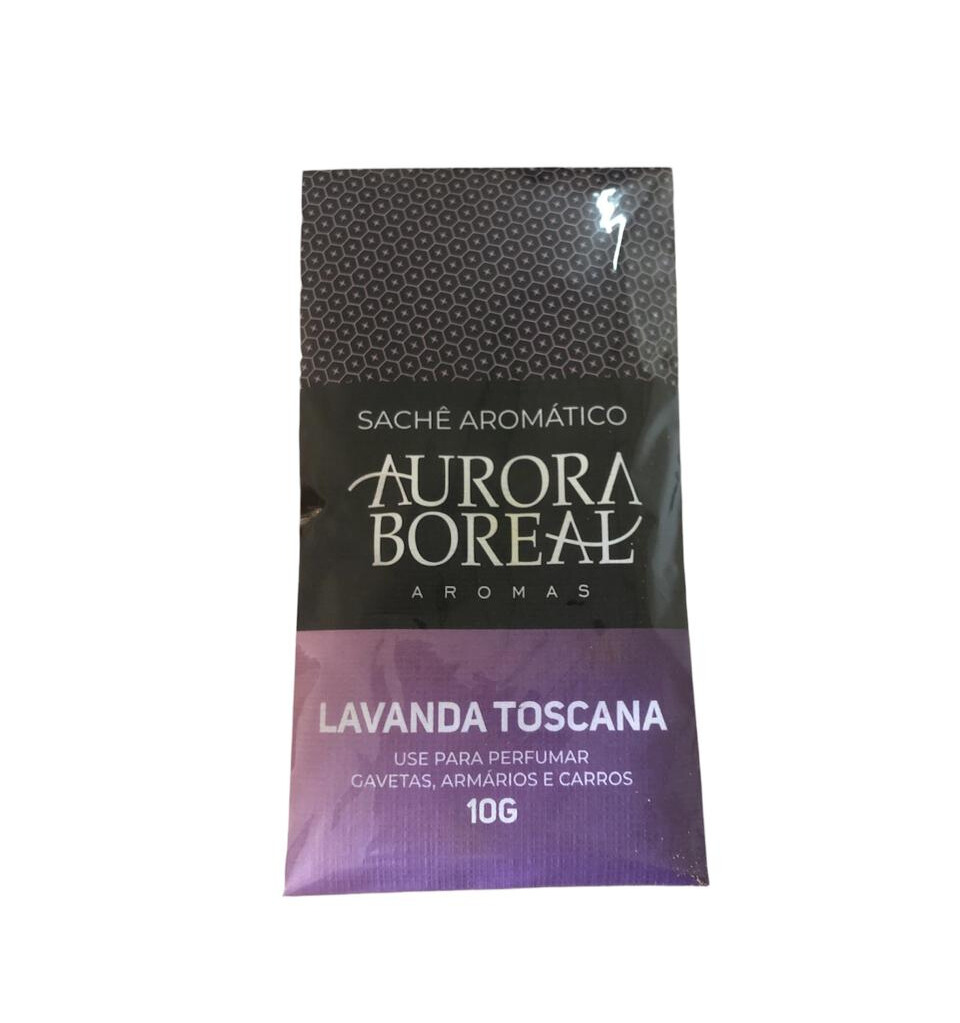 SACHÊ AROMÁTICO
AURORA
BOREAL
AROMAS
LAVANDA TOSCANA
USE PARA PERFUMAR
GAVETAS, ARMÁRIOS E CARROS
10G